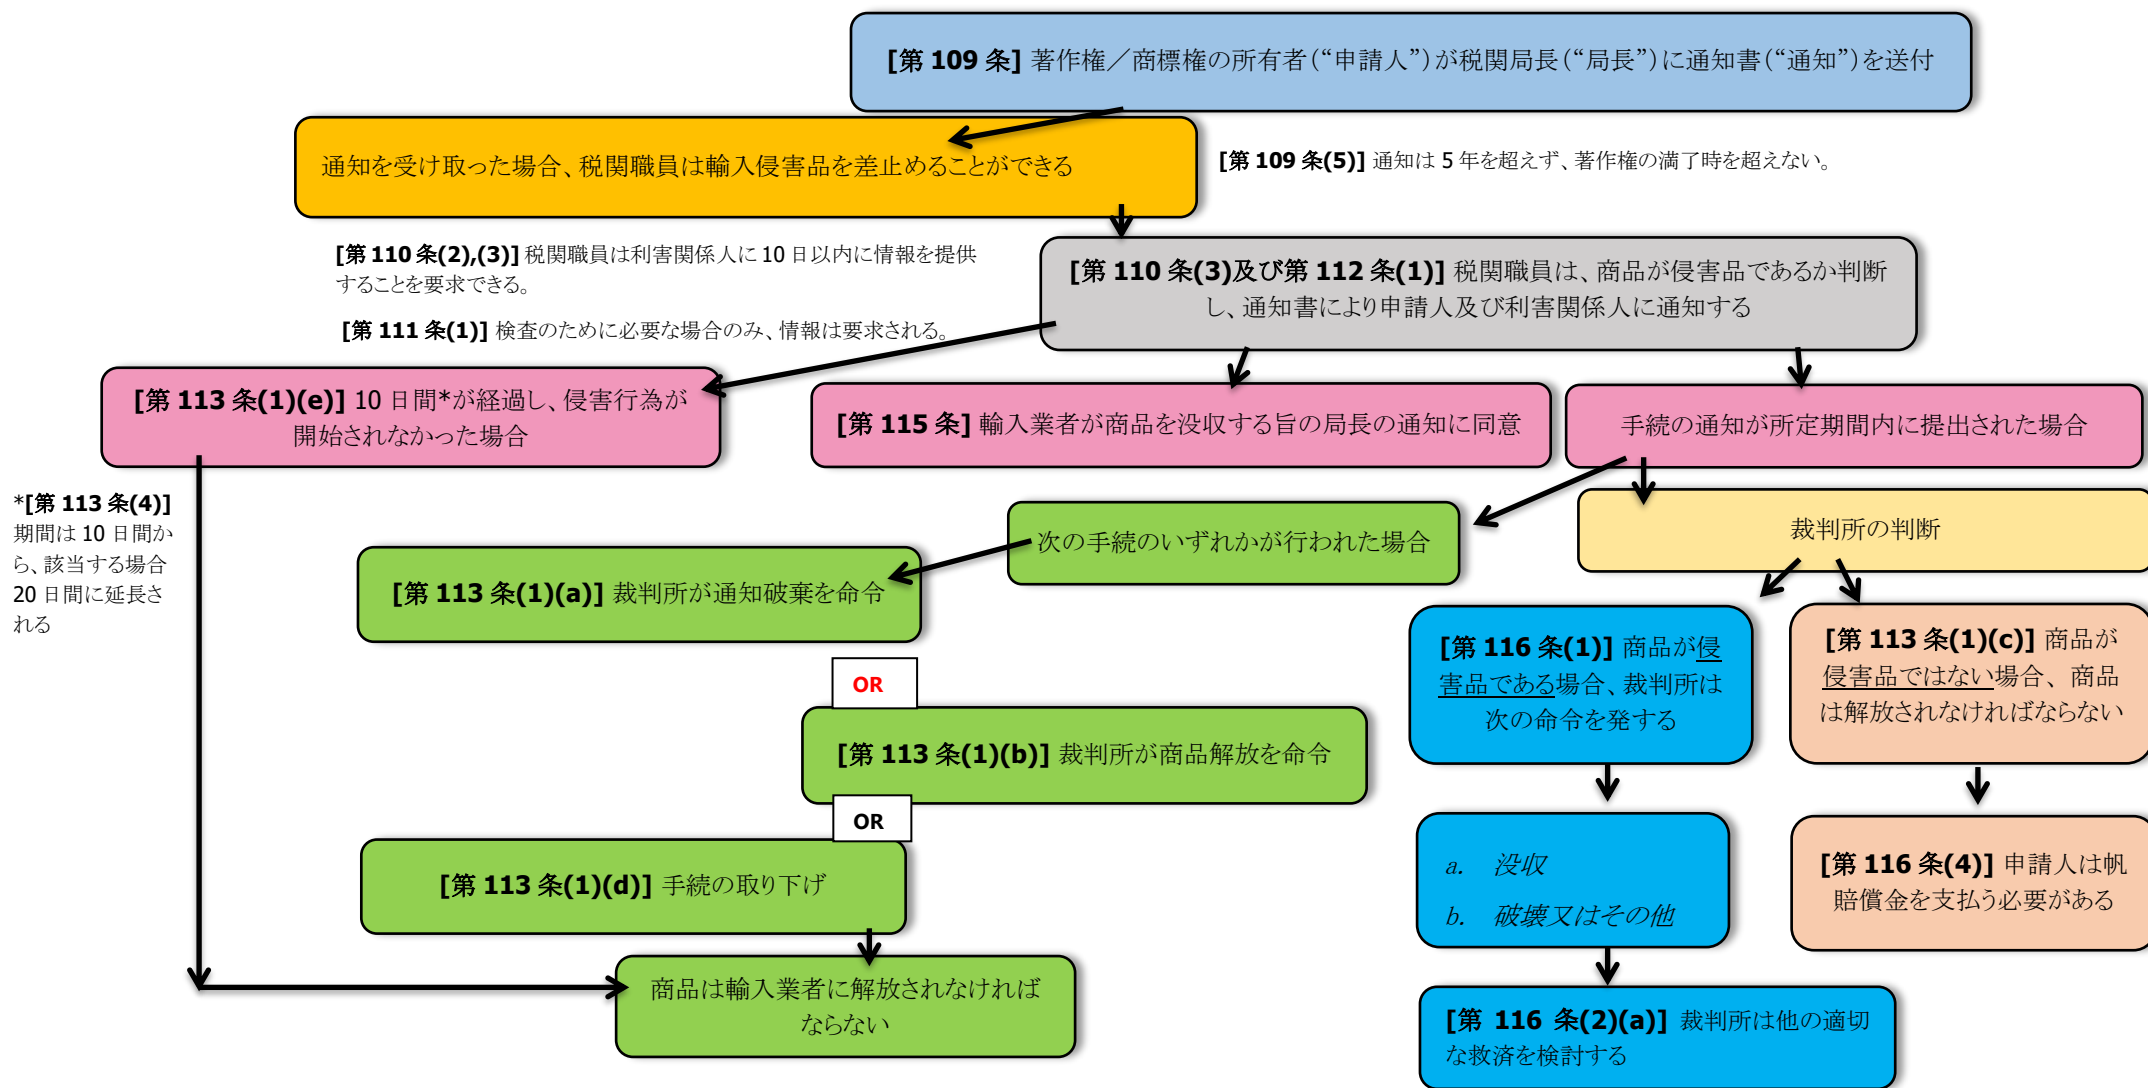 [第 109 条] 著作権／商標権の所有者(“申請人”)が税関局長(“局長”)に通知書(“通知”)を送付
通知を受け取った場合、税関職員は輸入侵害品を差止めることができる
[第 109 条(5)] 通知は 5 年を超えず、著作権の満了時を超えない。
[第 110 条(2),(3)] 税関職員は利害関係人に 10 日以内に情報を提供
することを要求できる。
[第 111 条(1)] 検査のために必要な場合のみ、情報は要求される。
[第 110 条(3)及び第 112 条(1)] 税関職員は、商品が侵害品であるか判断
し、通知書により申請人及び利害関係人に通知する
[第 113 条(1)(e)] 10 日間*が経過し、侵害行為が
開始されなかった場合
[第 115 条] 輸入業者が商品を没収する旨の局長の通知に同意
手続の通知が所定期間内に提出された場合
*[第 113 条(4)]
期間は 10 日間か
ら、該当する場合
20 日間に延長さ
れる
次の手続のいずれかが行われた場合
裁判所の判断
[第 113 条(1)(a)] 裁判所が通知破棄を命令
OR
[第 113 条(1)(b)] 裁判所が商品解放を命令
OR
[第 113 条(1)(d)] 手続の取り下げ
商品は輸入業者に解放されなければ
ならない
[第 116 条(1)] 商品が侵
害品である場合、裁判所は
次の命令を発する
a. 没収
b. 破壊又はその他
[第 116 条(2)(a)] 裁判所は他の適切
な救済を検討する
[第 113 条(1)(c)] 商品が
侵害品ではない場合、商品
は解放されなければならない
[第 116 条(4)] 申請人は帆
賠償金を支払う必要がある